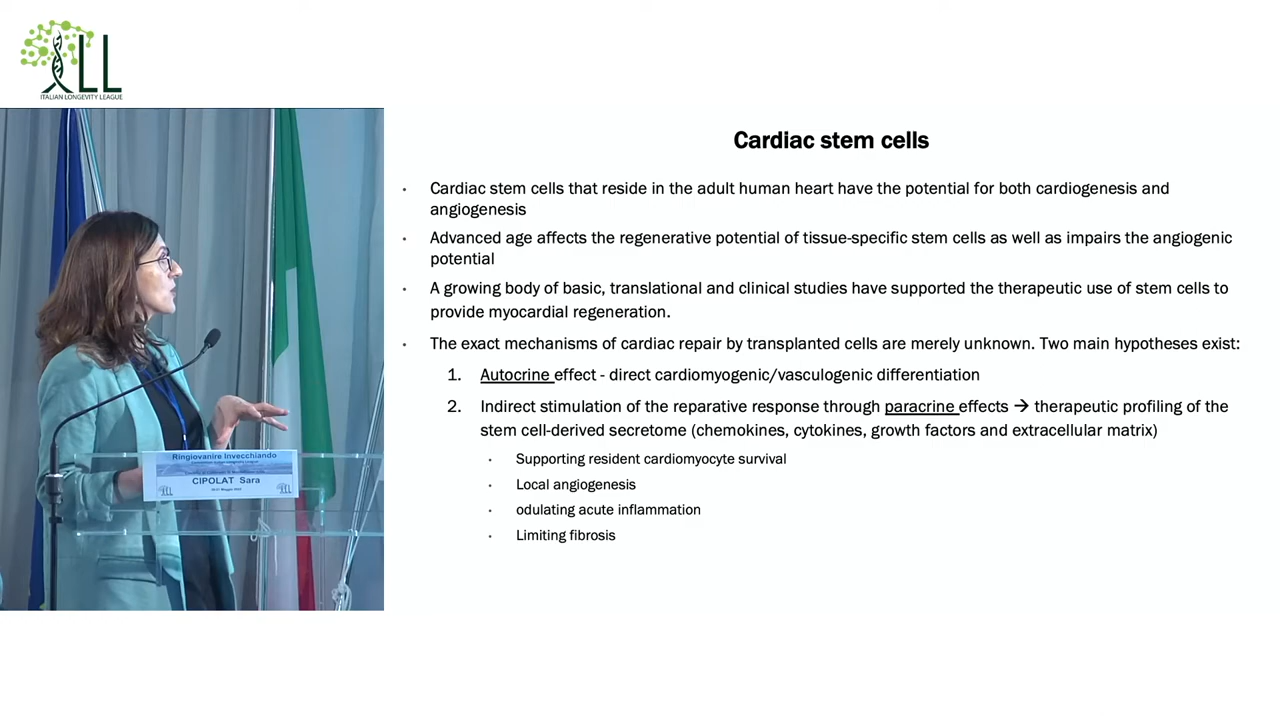 LL
ITALIAN LONGEVITY LEAGUE
Cardiac stem cells
• Cardiac stem cells that reside in the adult human heart have the potential for both cardiogenesis and
angiogenesis
• Advanced age affects the regenerative potential of tissue-specific stem cells as well as impairs the angiogenic
potential
• A growing body of basic, translational and clinical studies have supported the therapeutic use of stem cells to
provide myocardial regeneration.
• The exact mechanisms of cardiac repair by transplanted cells are merely unknown. Two main hypotheses exist:
1. Autocrine effect - direct cardiomyogenic/vasculogenic differentiation
2. Indirect stimulation of the reparative response through paracrine effects → therapeutic profiling of the
stem cell-derived secretome (chemokines, cytokines, growth factors and extracellular matrix)
• Supporting resident cardiomyocyte survival
• Local angiogenesis
• odulating acute inflammation
• Limiting fibrosis
Ringiovanire Invecchiando
CIPOLAT Sara